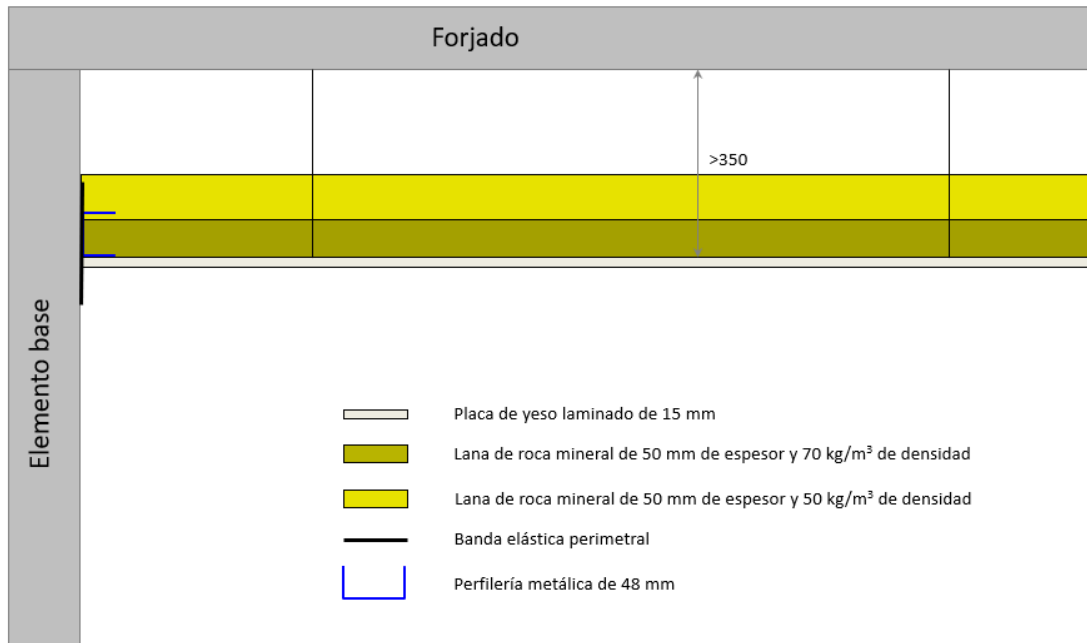 Forjado
>350
Elemento base
Placa de yeso laminado de 15 mm
Lana de roca mineral de 50 mm de espesor y 70 kg/m³ de densidad
Lana de roca mineral de 50 mm de espesor y 50 kg/m³ de densidad
Banda elástica perimetral
Perfilería metálica de 48 mm